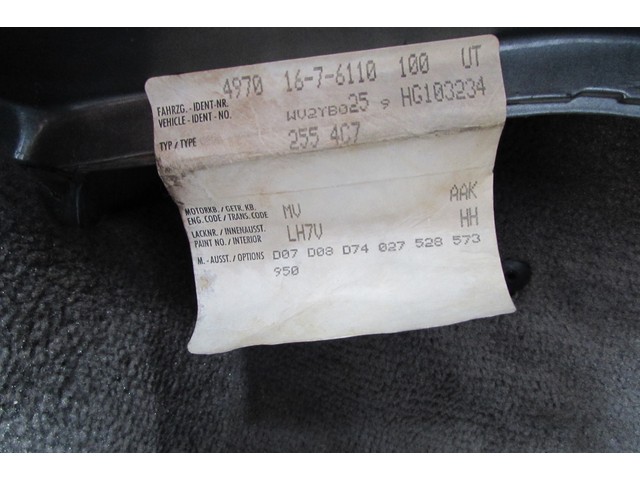 4970 16-7-6110 100 UT
FAHRZG.-IDENT-NR.
VEHICLE-IDENT-NO. WV2YB025 9 HG103234
TYP / TYPE 255 4C7
MOTORKB. / GETR. KB. AAK
ENG. CODE / TRANS. CODE MV
LACKNR. / INNENAUSST. HH
PAINT NO. / INTERIOR LH7V
M.-AUSST. / OPTIONS D07 D08 D74 027 528 573
950